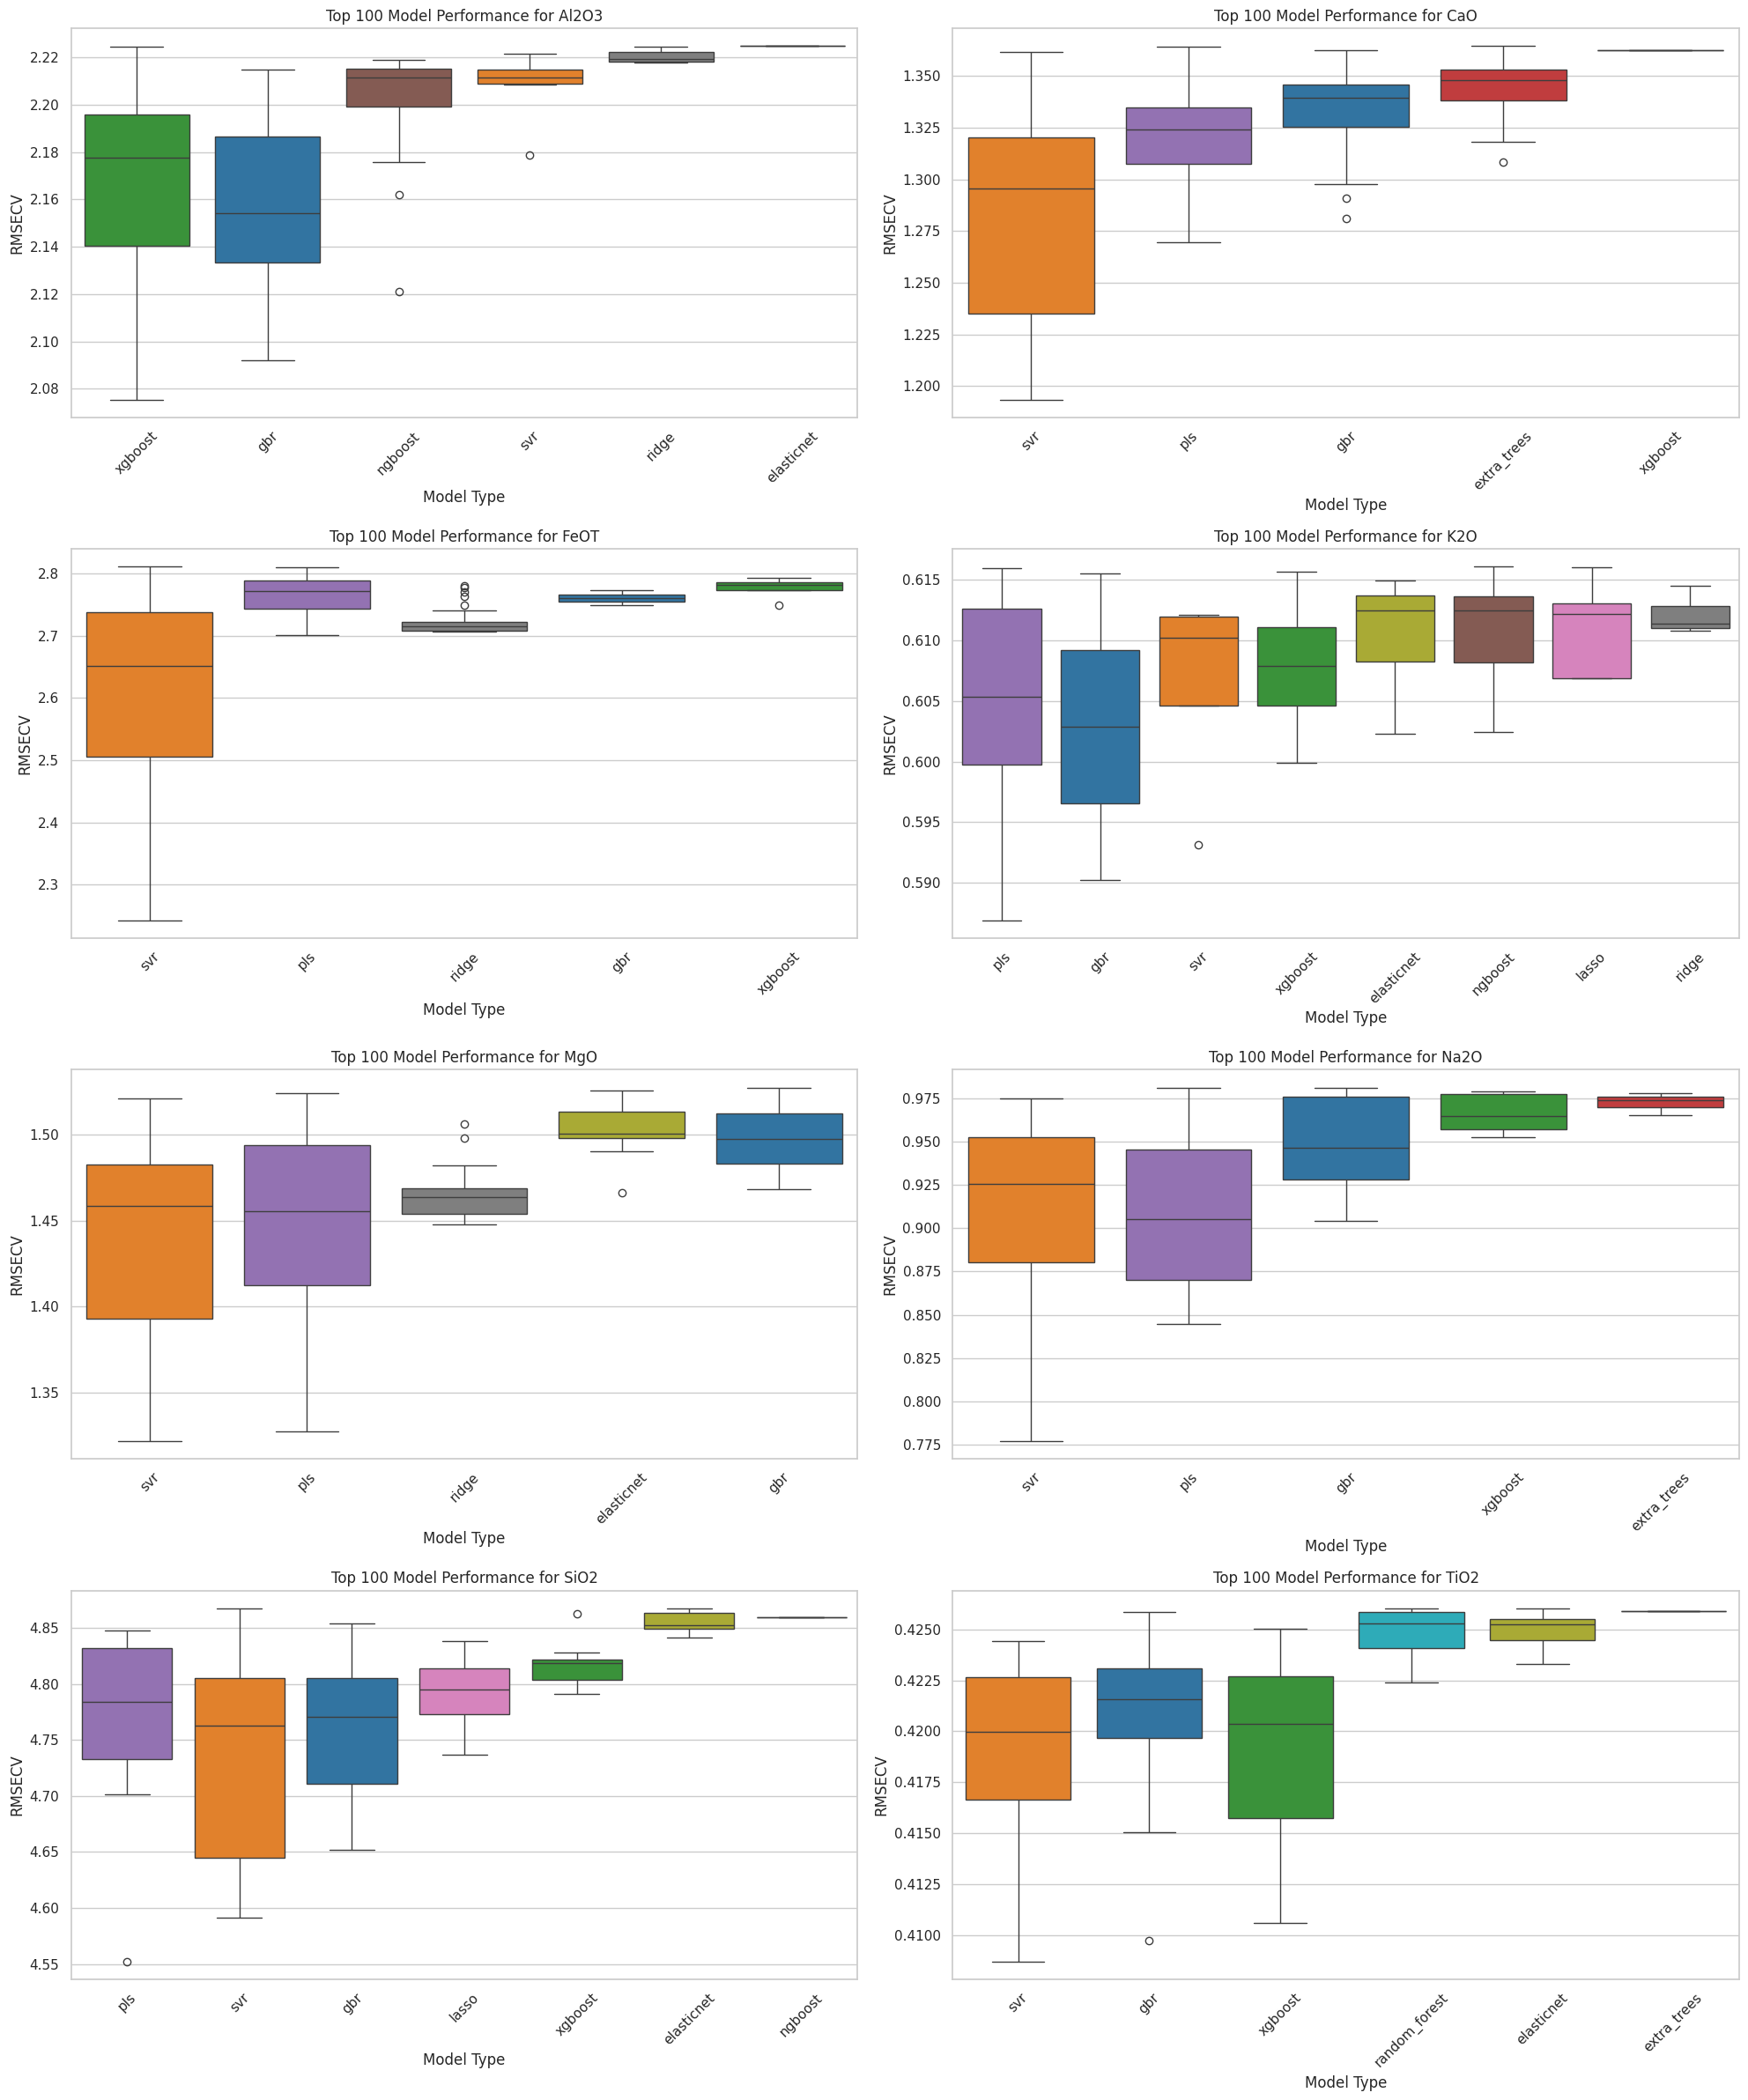 Top 100 Model Performance for Al2O3
RMSECV
2.22
2.20
2.18
2.16
2.14
2.12
2.10
2.08
xgboost
gbr
ngboost
svr
ridge
elasticnet
Model Type
Top 100 Model Performance for CaO
RMSECV
1.350
1.325
1.300
1.275
1.250
1.225
1.200
svr
pls
gbr
extra_trees
xgboost
Model Type
Top 100 Model Performance for FeOT
RMSECV
2.8
2.7
2.6
2.5
2.4
2.3
svr
pls
ridge
gbr
xgboost
Model Type
Top 100 Model Performance for K2O
RMSECV
0.615
0.610
0.605
0.600
0.595
0.590
pls
gbr
svr
xgboost
elasticnet
ngboost
lasso
ridge
Model Type
Top 100 Model Performance for MgO
RMSECV
1.50
1.45
1.40
1.35
svr
pls
ridge
elasticnet
gbr
Model Type
Top 100 Model Performance for Na2O
RMSECV
0.975
0.950
0.925
0.900
0.875
0.850
0.825
0.800
0.775
svr
pls
gbr
xgboost
extra_trees
Model Type
Top 100 Model Performance for SiO2
RMSECV
4.85
4.80
4.75
4.70
4.65
4.60
4.55
pls
svr
gbr
lasso
xgboost
elasticnet
ngboost
Model Type
Top 100 Model Performance for TiO2
RMSECV
0.4250
0.4225
0.4200
0.4175
0.4150
0.4125
0.4100
svr
gbr
xgboost
random_forest
elasticnet
extra_trees
Model Type